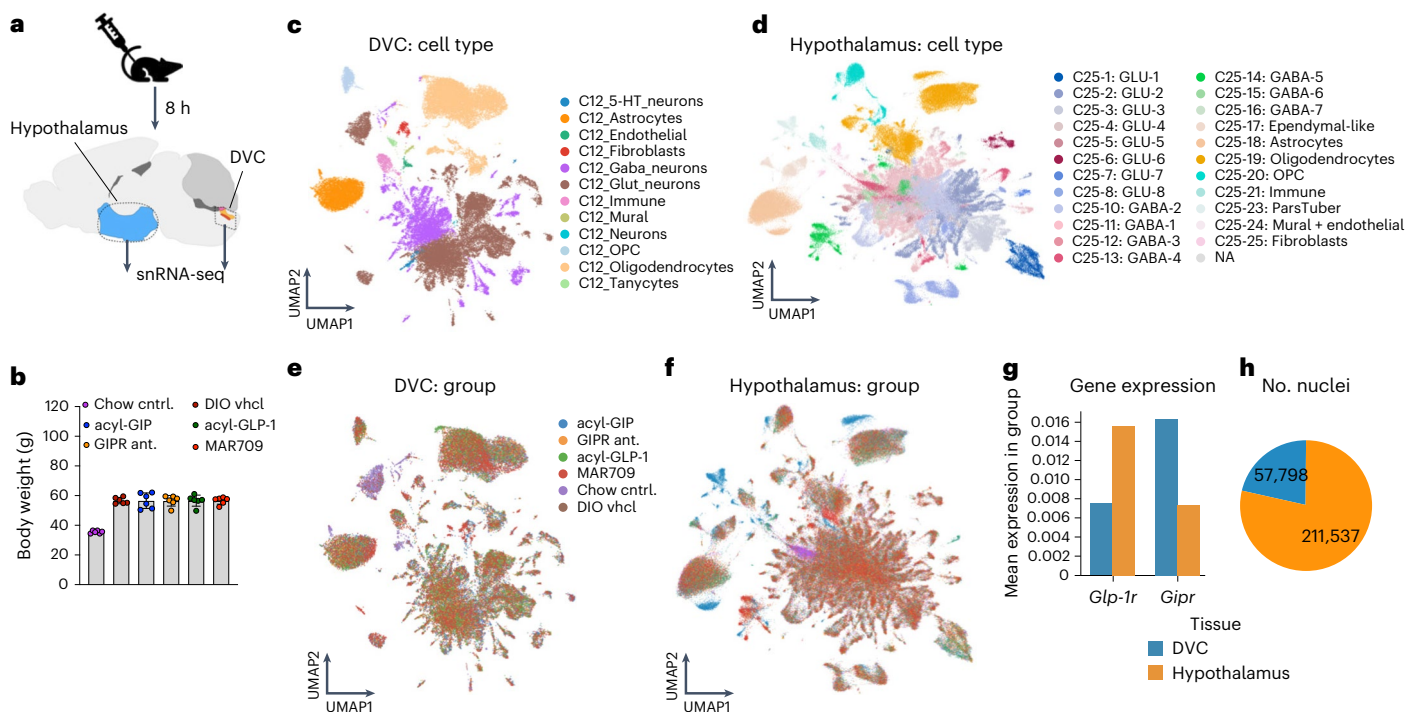 a
8 h
Hypothalamus
DVC
snRNA-seq
b
Body weight (g)
120
100
80
60
40
20
0
Chow cntrl.
acyl-GIP
GIPR ant.
DIO vhcl
acyl-GLP-1
MAR709
c
DVC: cell type
UMAP2
UMAP1
C12_5-HT_neurons
C12_Astrocytes
C12_Endothelial
C12_Fibroblasts
C12_Gaba_neurons
C12_Glut_neurons
C12_Immune
C12_Mural
C12_Neurons
C12_OPC
C12_Oligodendrocytes
C12_Tanycytes
d
Hypothalamus: cell type
UMAP2
UMAP1
C25-1: GLU-1
C25-2: GLU-2
C25-3: GLU-3
C25-4: GLU-4
C25-5: GLU-5
C25-6: GLU-6
C25-7: GLU-7
C25-8: GLU-8
C25-10: GABA-2
C25-11: GABA-1
C25-12: GABA-3
C25-13: GABA-4
C25-14: GABA-5
C25-15: GABA-6
C25-16: GABA-7
C25-17: Ependymal-like
C25-18: Astrocytes
C25-19: Oligodendrocytes
C25-20: OPC
C25-21: Immune
C25-23: ParsTuber
C25-24: Mural + endothelial
C25-25: Fibroblasts
NA
e
DVC: group
UMAP2
UMAP1
acyl-GIP
GIPR ant.
acyl-GLP-1
MAR709
Chow cntrl.
DIO vhcl
f
Hypothalamus: group
UMAP2
UMAP1
g
Gene expression
Mean expression in group
0.016
0.014
0.012
0.010
0.008
0.006
0.004
0.002
0
Glp-1r
Gipr
Tissue
DVC
Hypothalamus
h
No. nuclei
57,798
211,537